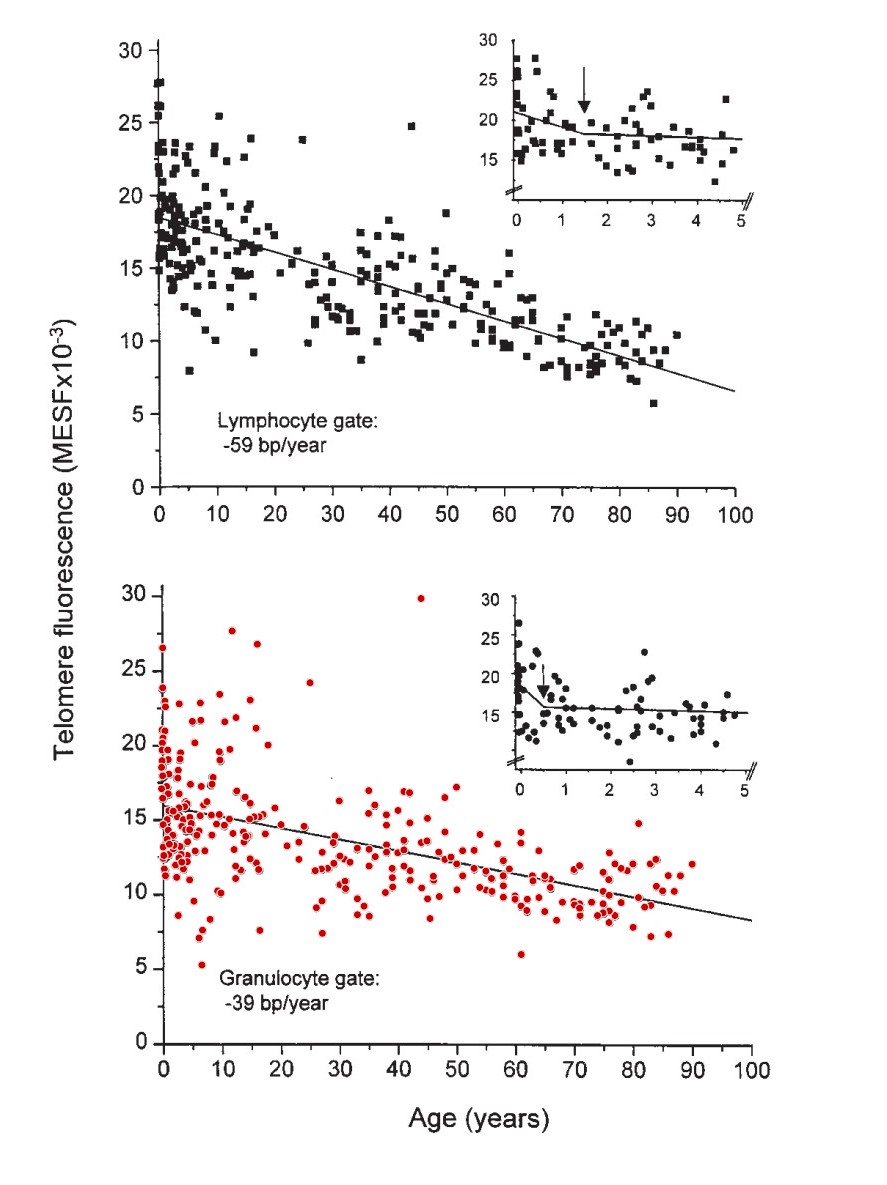 Telomere fluorescence (MESFx10-3)
30
25
20
15
10
5
0
0 10 20 30 40 50 60 70 80 90 100
Lymphocyte gate:
-59 bp/year
30
25
20
15
0 1 2 3 4 5
30
25
20
15
10
5
0
0 10 20 30 40 50 60 70 80 90 100
Granulocyte gate:
-39 bp/year
30
25
20
15
0 1 2 3 4 5
Age (years)